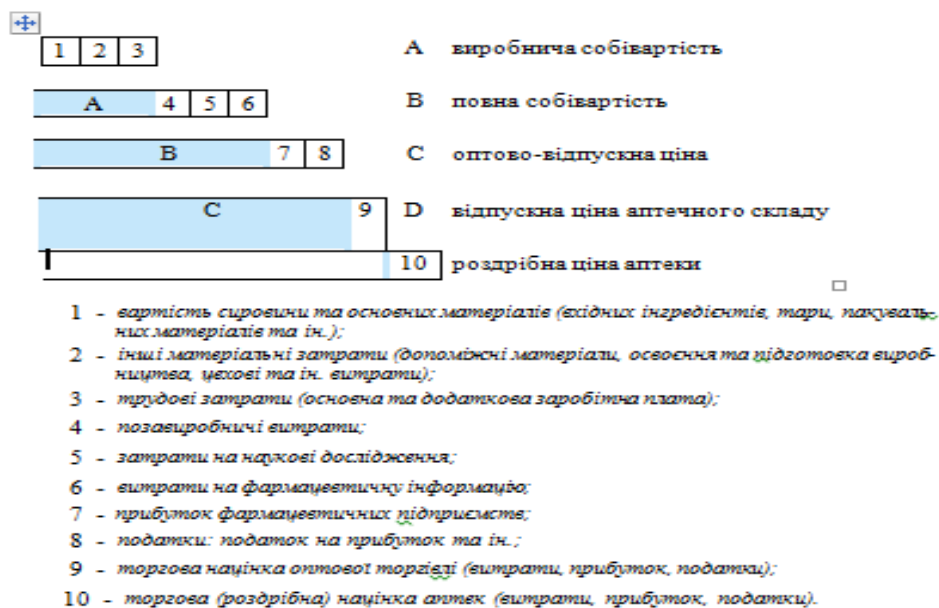 1 2 3 A виробнича собівартість
A 4 5 6 B повна собівартість
B 7 8 C оптово-відпускна ціна
C 9 D відпускна ціна аптечного складу
10 роздрібна ціна аптеки
1 - вартість сировини та основних матеріалів (вхідних інгредієнтів, тари, пакуваль-
них матеріалів та ін.);
2 - інші матеріальні затрати (допоміжні матеріали, освоєння та підготовка вироб-
ництва, цехові та ін. витрати);
3 - трудові затрати (основна та додаткова заробітна плата);
4 - позавиробничі витрати;
5 - затрати на наукові дослідження;
6 - витрати на фармацевтичну інформацію;
7 - прибуток фармацевтичних підприємств;
8 - податки: податок на прибуток та ін.;
9 - торгова націнка оптової торгівлі (витрати, прибуток, податки);
10 - торгова (роздрібна) націнка аптек (витрати, прибуток, податки).